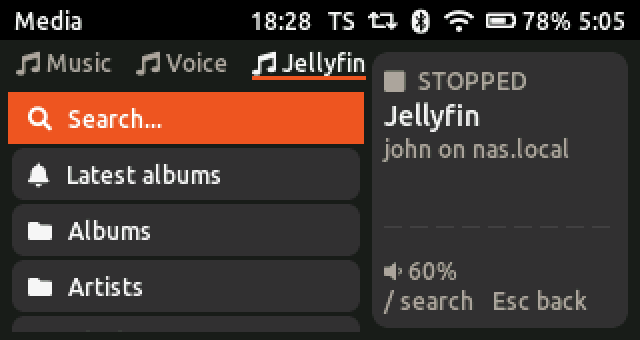 Media 18:28 TS 78% 5:05
Music Voice Jellyfin
Search...
Latest albums
Albums
Artists
STOPPED
Jellyfin
john on nas.local
60%
/ search Esc back